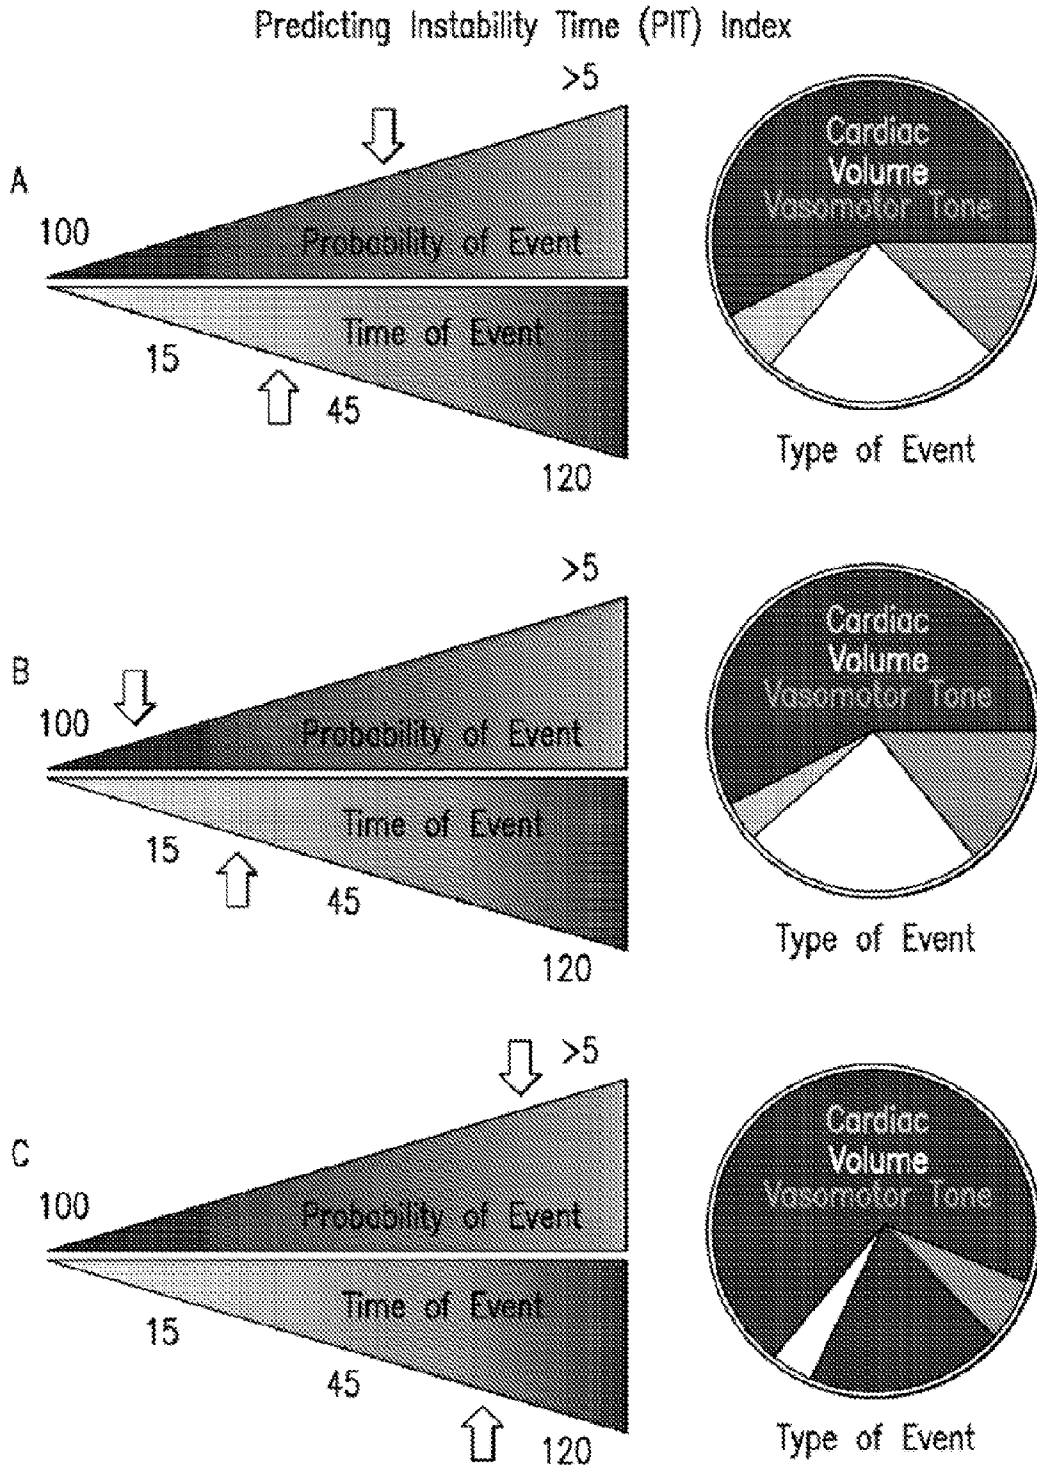 Predicting Instability Time (PIT) Index
>5
A
100
Probability of Event
Time of Event
15
45
120
Cardiac
Volume
Vasomotor Tone
Type of Event
>5
B
100
Probability of Event
Time of Event
15
45
120
Cardiac
Volume
Vasomotor Tone
Type of Event
>5
C
100
Probability of Event
Time of Event
15
45
120
Cardiac
Volume
Vasomotor Tone
Type of Event